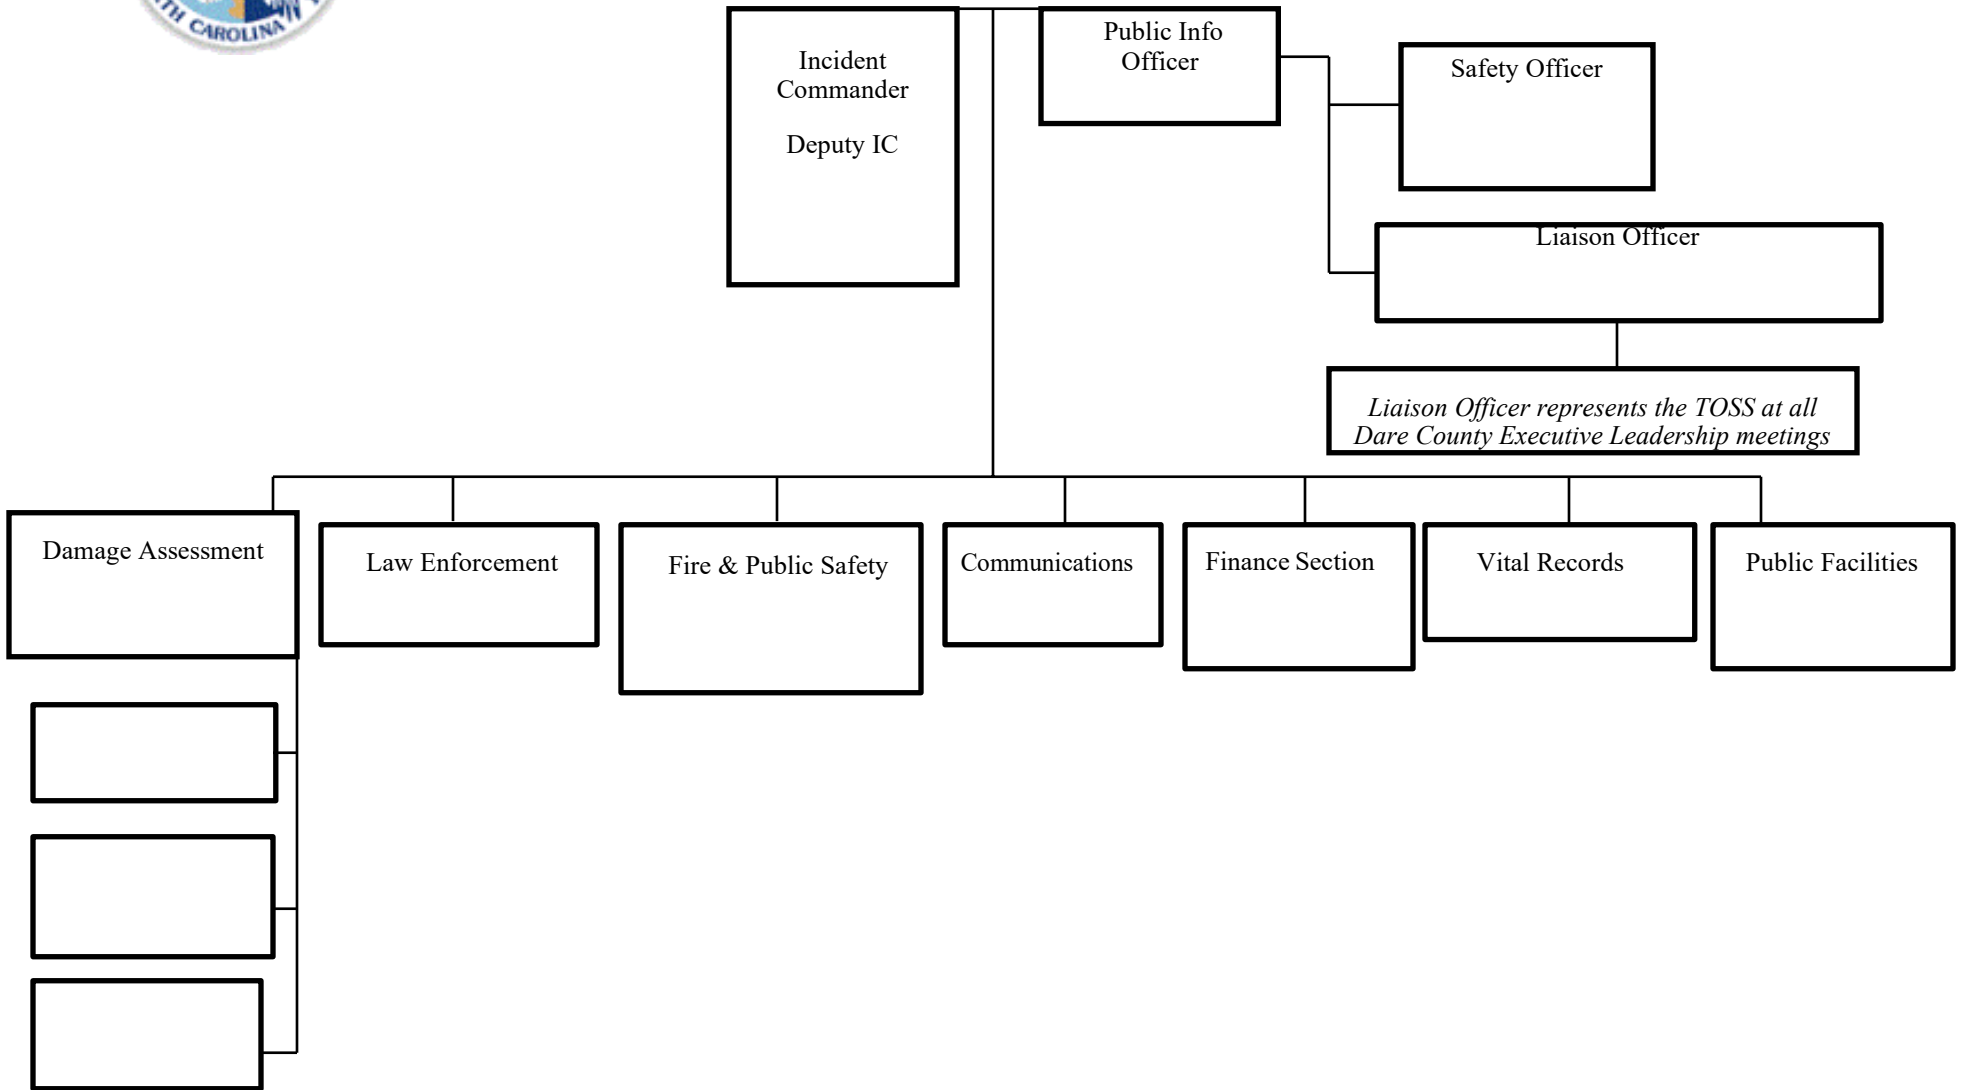 CAROLINA
Incident
Commander
Deputy IC
Public Info
Officer
Safety Officer
Liaison Officer
Liaison Officer represents the TOSS at all
Dare County Executive Leadership meetings
Damage Assessment
Law Enforcement
Fire & Public Safety
Communications
Finance Section
Vital Records
Public Facilities